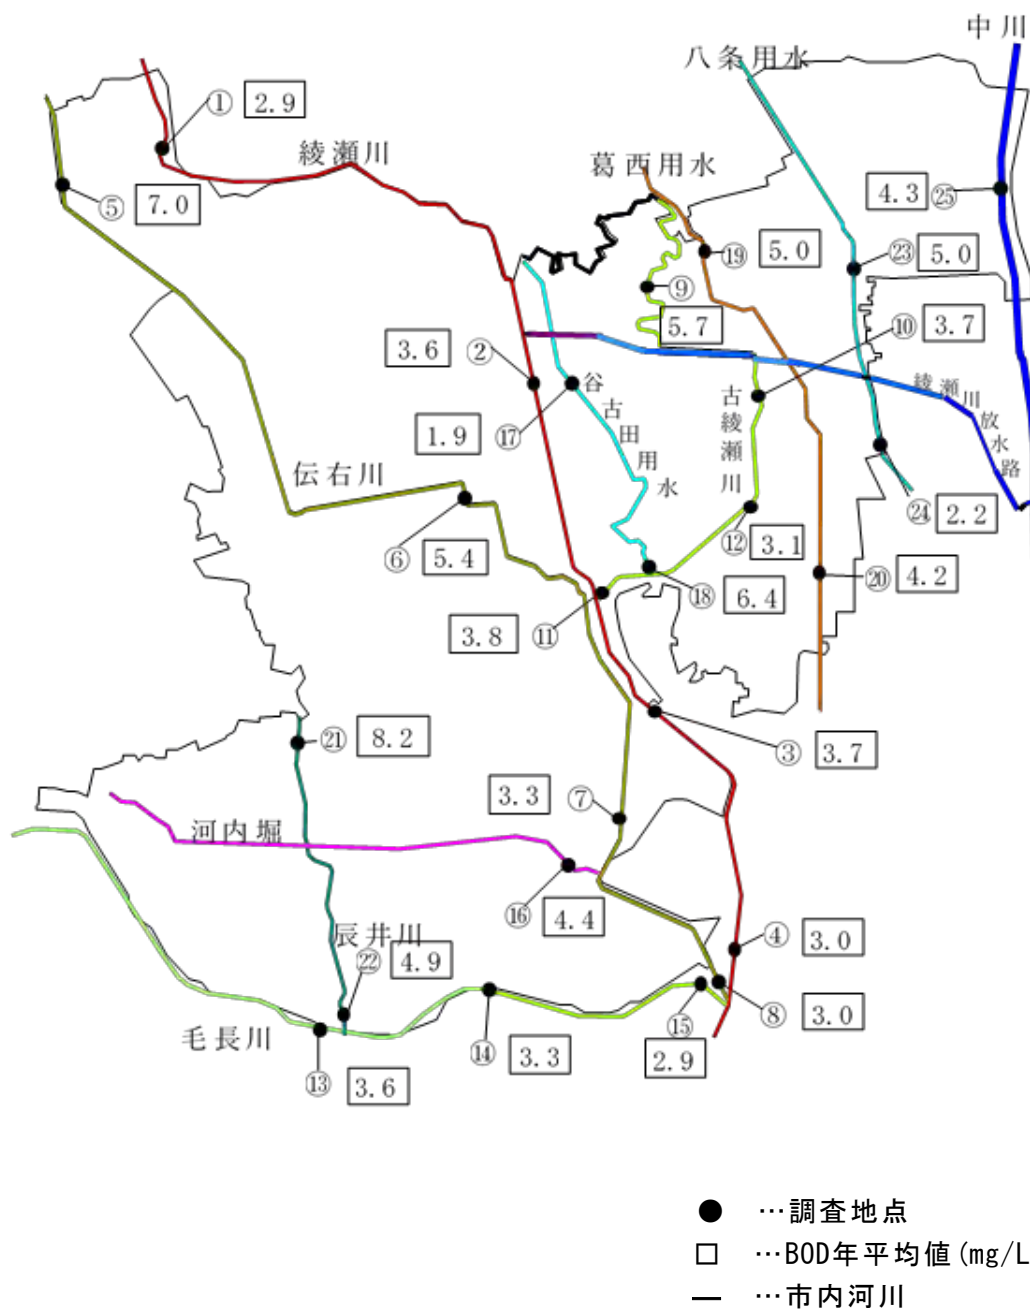 中川
八条用水
① 2.9
綾瀬川
葛西用水
⑤ 7.0
4.3 ㉕
⑲ 5.0
㉓ 5.0
⑨ 5.7
⑩ 3.7
3.6 ②
谷古田用水
古綾瀬川
綾瀬川放水路
1.9 ⑰
伝右川
⑥ 5.4
⑫ 3.1
㉔ 2.2
⑱ 6.4
⑳ 4.2
3.8 ⑪
㉑ 8.2
③ 3.7
3.3 ⑦
河内堀
⑯ 4.4
辰井川
④ 3.0
㉒ 4.9
⑧ 3.0
毛長川
⑭ 3.3
⑮ 2.9
⑬ 3.6
● …調査地点
□ …BOD年平均値(mg/L
― …市内河川